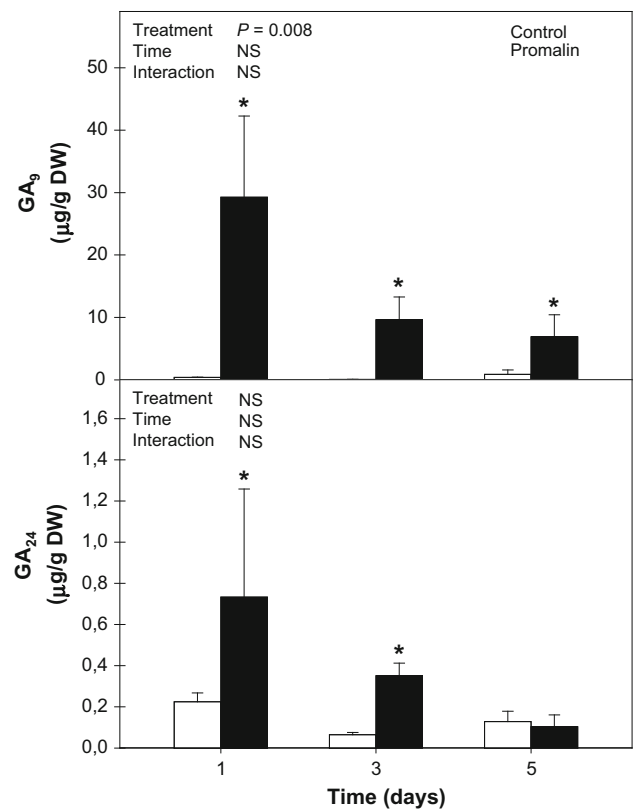 Treatment P = 0.008
Time NS
Interaction NS
Control
Promalin
50
40
30
20
10
0
GA₉
(µg/g DW)
*
*
*
Treatment NS
Time NS
Interaction NS
1,6
1,4
1,2
1,0
0,8
0,6
0,4
0,2
0,0
GA₂₄
(µg/g DW)
*
*
1 3 5
Time (days)